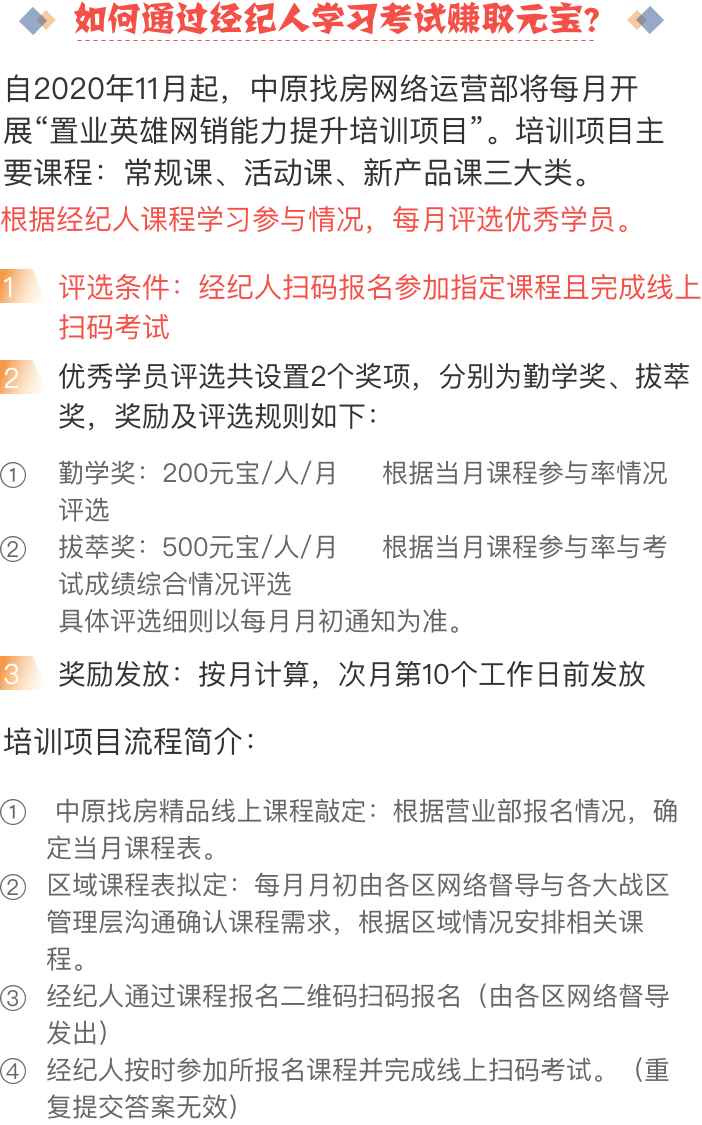 如何通过经纪人学习考试赚取元宝?
自2020年11月起，中原找房网络运营部将每月开
展“置业英雄网销能力提升培训项目”。培训项目主
要课程：常规课、活动课、新产品课三大类。
根据经纪人课程学习参与情况，每月评选优秀学员。
1 评选条件：经纪人扫码报名参加指定课程且完成线上
扫码考试
2 优秀学员评选共设置2个奖项，分别为勤学奖、拔萃
奖，奖励及评选规则如下：
① 勤学奖：200元宝/人/月 根据当月课程参与率情况
评选
② 拔萃奖：500元宝/人/月 根据当月课程参与率与考
试成绩综合情况评选
具体评选细则以每月月初通知为准。
3 奖励发放：按月计算，次月第10个工作日前发放
培训项目流程简介：
① 中原找房精品线上课程敲定：根据营业部报名情况，确
定当月课程表。
② 区域课程表拟定：每月月初由各区网络督导与各大战区
管理层沟通确认课程需求，根据区域情况安排相关课
程。
③ 经纪人通过课程报名二维码扫码报名（由各区网络督导
发出）
④ 经纪人按时参加所报名课程并完成线上扫码考试。（重
复提交答案无效）